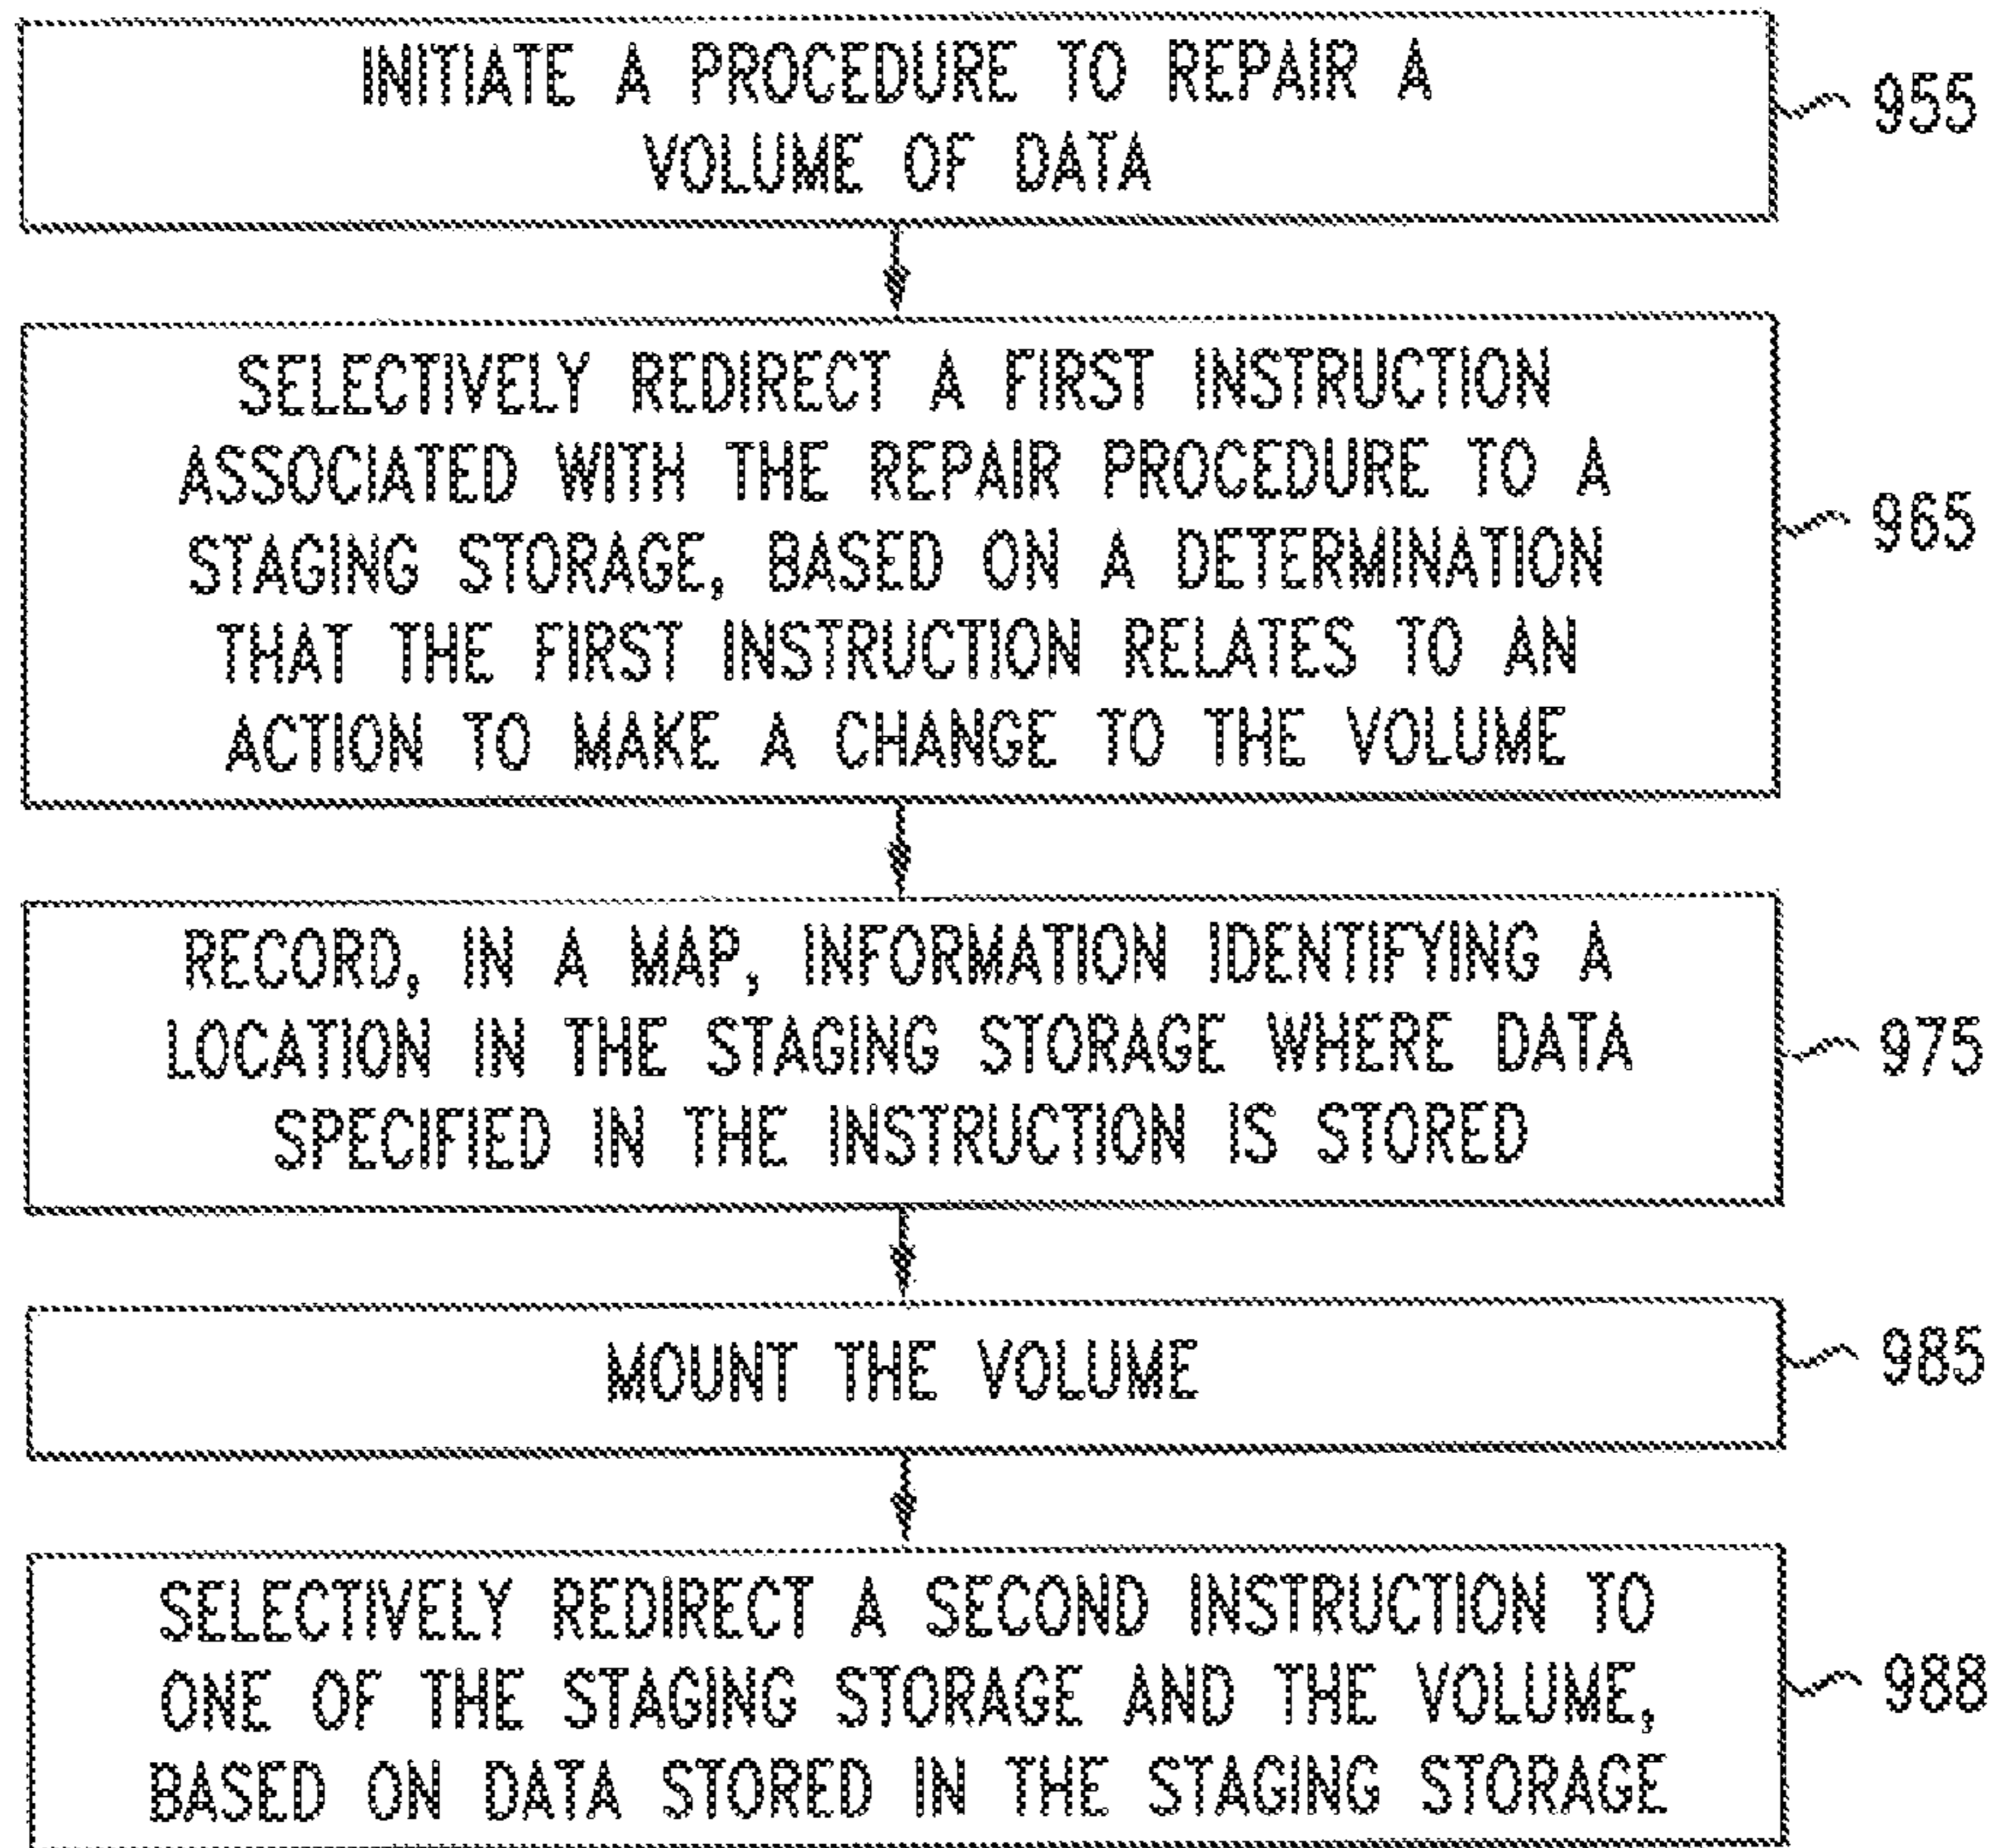 INITIATE A PROCEDURE TO REPAIR A
VOLUME OF DATA
955
SELECTIVELY REDIRECT A FIRST INSTRUCTION
ASSOCIATED WITH THE REPAIR PROCEDURE TO A
STAGING STORAGE, BASED ON A DETERMINATION
THAT THE FIRST INSTRUCTION RELATES TO AN
ACTION TO MAKE A CHANGE TO THE VOLUME
965
RECORD, IN A MAP, INFORMATION IDENTIFYING A
LOCATION IN THE STAGING STORAGE WHERE DATA
SPECIFIED IN THE INSTRUCTION IS STORED
975
MOUNT THE VOLUME
985
SELECTIVELY REDIRECT A SECOND INSTRUCTION TO
ONE OF THE STAGING STORAGE AND THE VOLUME,
BASED ON DATA STORED IN THE STAGING STORAGE
988